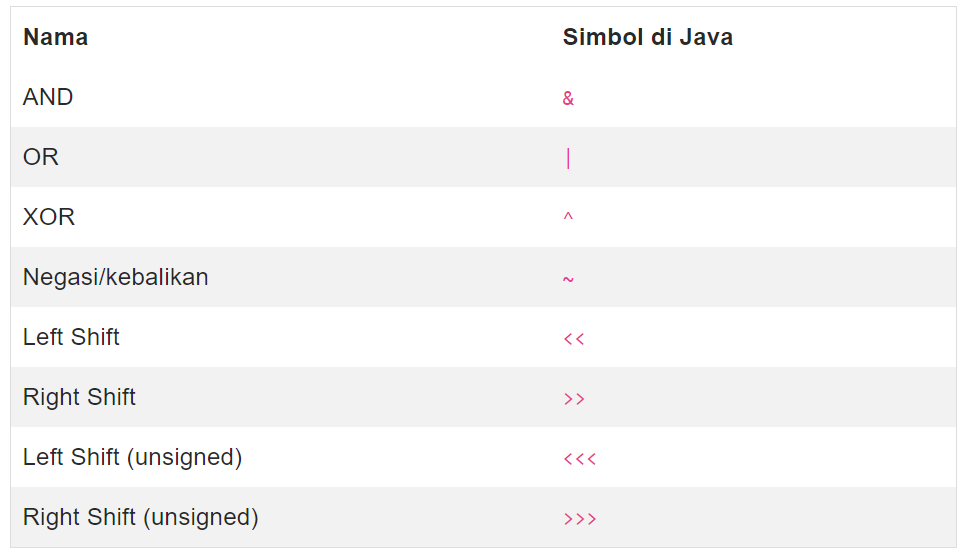 Nama Simbol di Java
AND &
OR |
XOR ^
Negasi/kebalikan ~
Left Shift <<
Right Shift >>
Left Shift (unsigned) <<<
Right Shift (unsigned) >>>